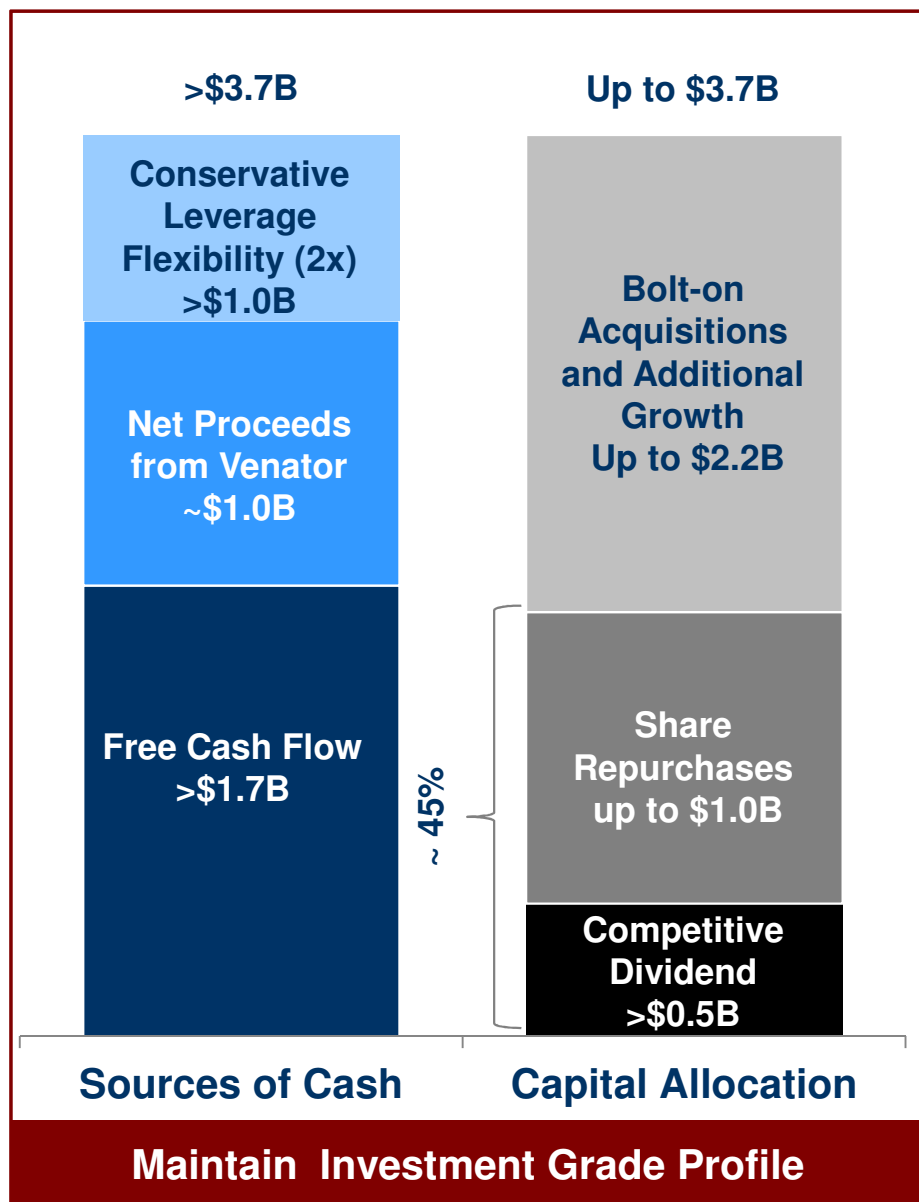 >$3.7B
Conservative
Leverage
Flexibility (2x)
>$1.0B
Net Proceeds
from Venator
~$1.0B
Free Cash Flow
>$1.7B
Up to $3.7B
Bolt-on
Acquisitions
and Additional
Growth
Up to $2.2B
~ 45%
Share
Repurchases
up to $1.0B
Competitive
Dividend
>$0.5B
Sources of Cash
Capital Allocation
Maintain Investment Grade Profile